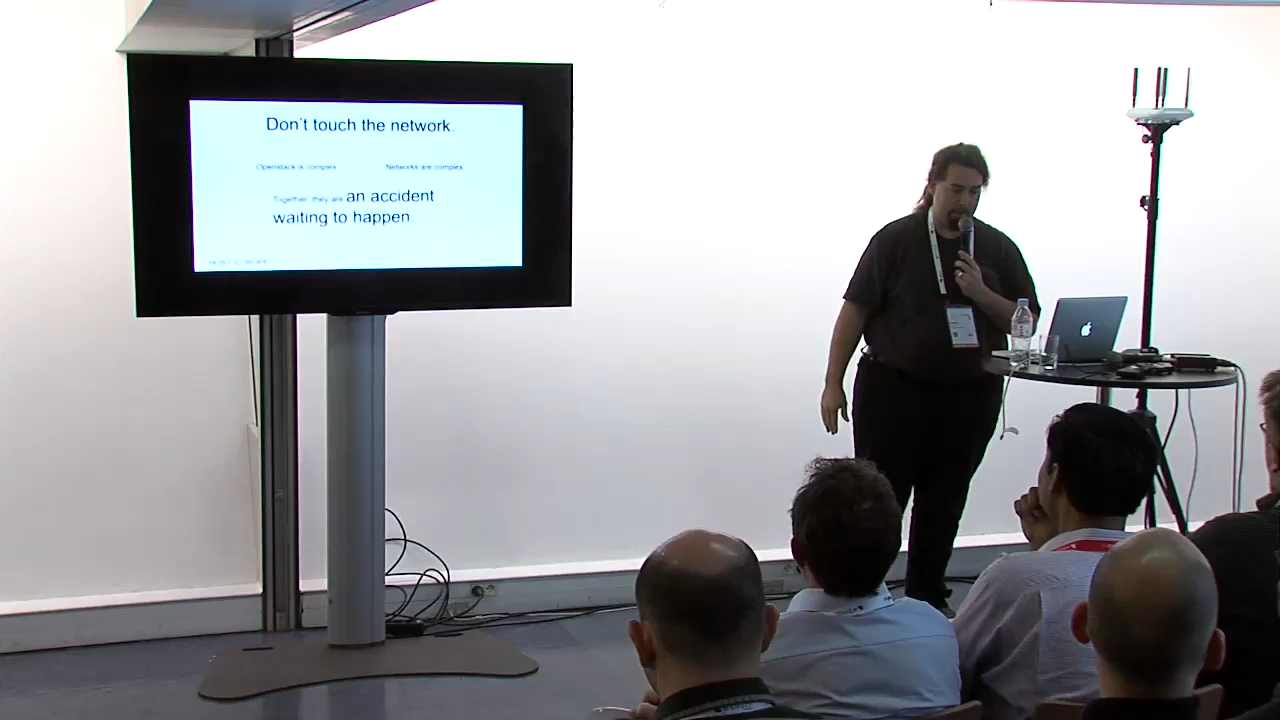 Don't touch the network.
Openstack is complex
Networks are complex
Together they are an accident
waiting to happen